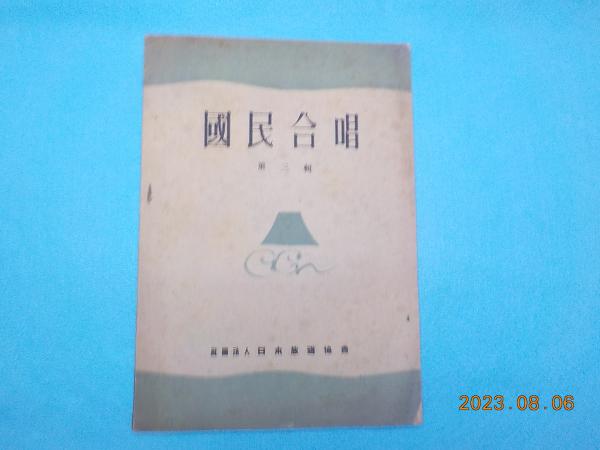 國民合唱
第三輯
社團法人日本放送協會
2023.08.06